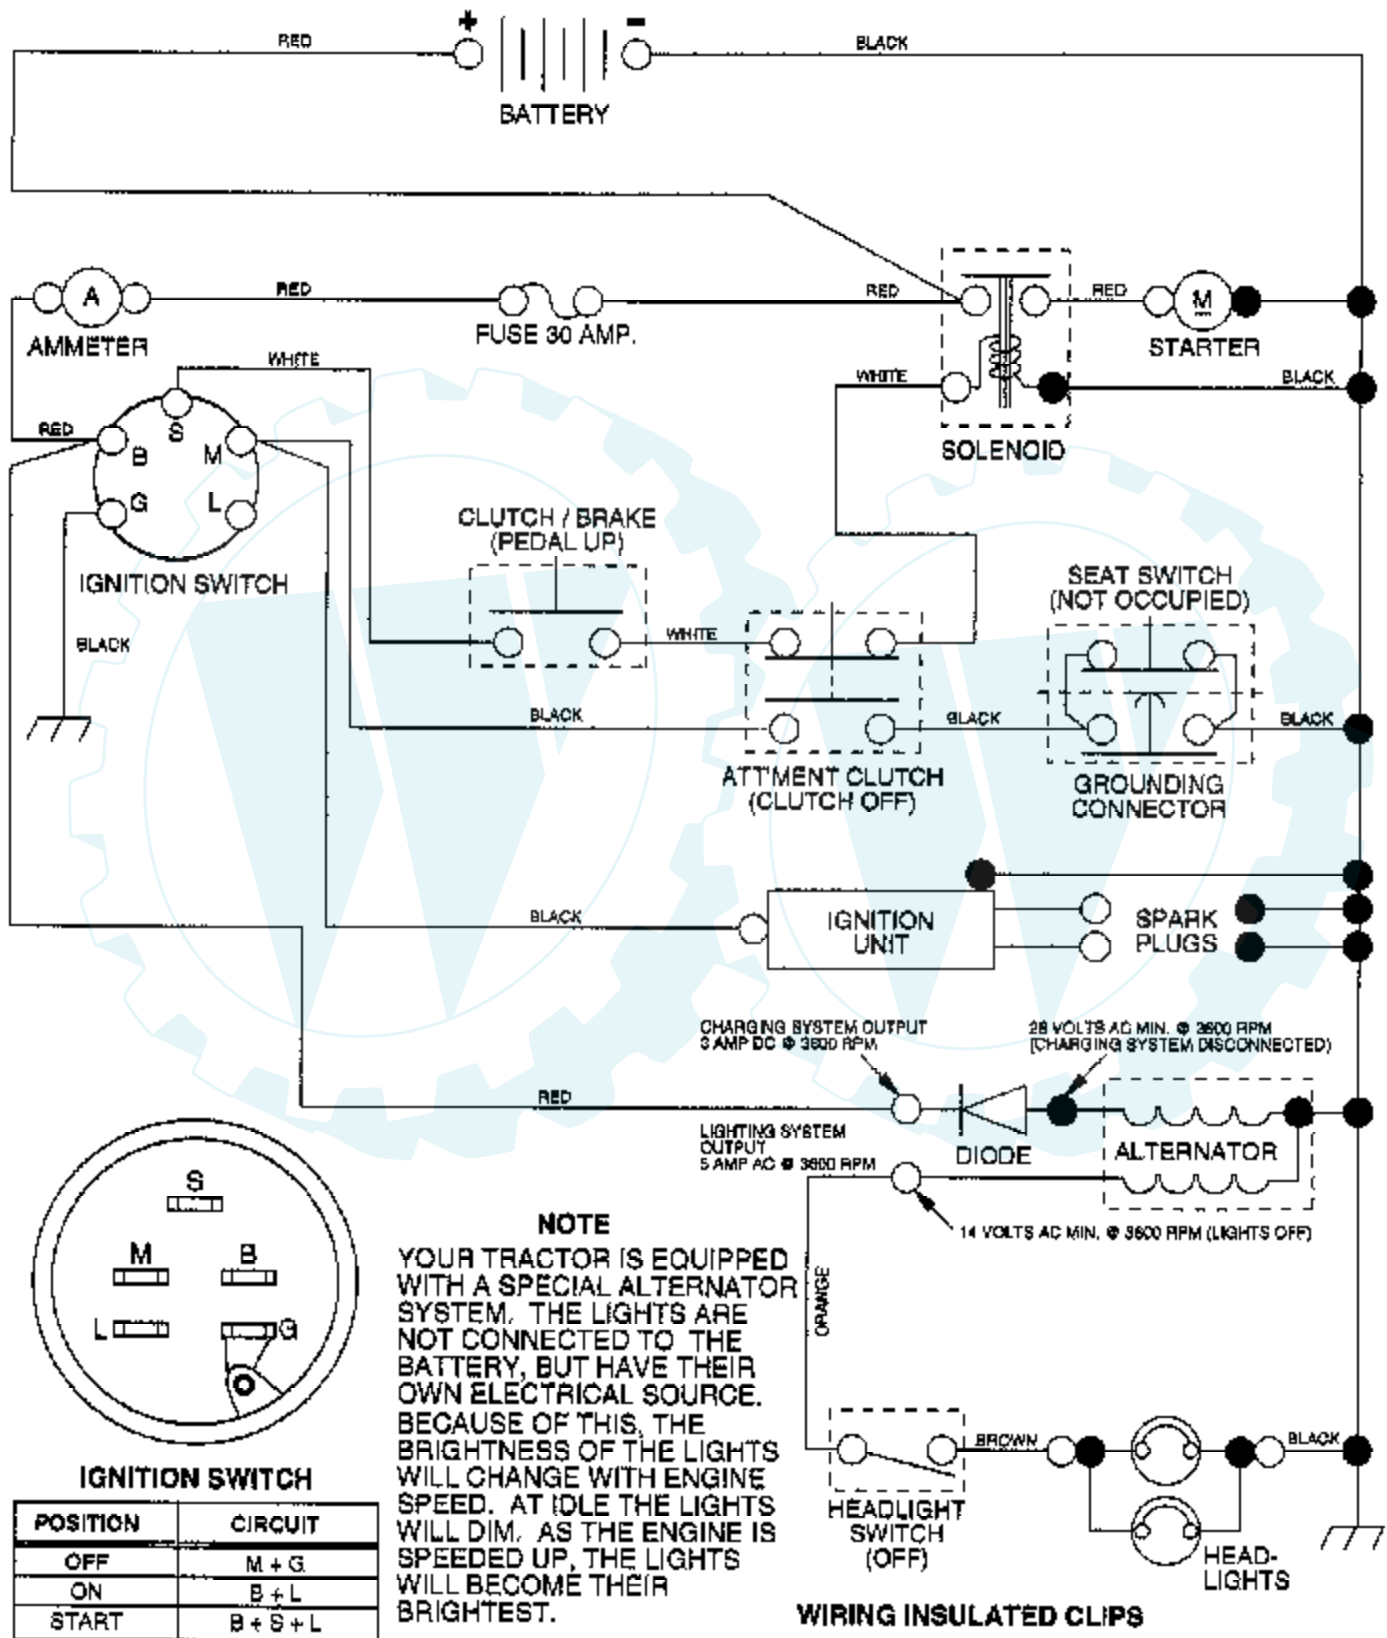 + -
RED
BLACK
BATTERY
A
RED
RED
RED
M
AMMETER
FUSE 30 AMP.
STARTER
WHITE
WHITE
BLACK
RED
S
B
M
SOLENOID
G
L
CLUTCH / BRAKE
(PEDAL UP)
IGNITION SWITCH
SEAT SWITCH
(NOT OCCUPIED)
BLACK
WHITE
BLACK
BLACK
BLACK
ATT'MENT CLUTCH
(CLUTCH OFF)
GROUNDING
CONNECTOR
BLACK
IGNITION
UNIT
SPARK
PLUGS
CHARGING SYSTEM OUTPUT
3 AMP DC @ 3600 RPM
28 VOLTS AC MIN. @ 3600 RPM
(CHARGING SYSTEM DISCONNECTED)
RED
LIGHTING SYSTEM
OUTPUT
5 AMP AC @ 3600 RPM
DIODE
ALTERNATOR
14 VOLTS AC MIN. @ 3600 RPM (LIGHTS OFF)
S
M
B
L
G
NOTE
YOUR TRACTOR IS EQUIPPED
WITH A SPECIAL ALTERNATOR
SYSTEM. THE LIGHTS ARE
NOT CONNECTED TO THE
BATTERY, BUT HAVE THEIR
OWN ELECTRICAL SOURCE.
BECAUSE OF THIS, THE
BRIGHTNESS OF THE LIGHTS
WILL CHANGE WITH ENGINE
SPEED. AT IDLE THE LIGHTS
WILL DIM. AS THE ENGINE IS
SPEEDED UP, THE LIGHTS
WILL BECOME THEIR
BRIGHTEST.
ORANGE
BROWN
BLACK
HEADLIGHT
SWITCH
(OFF)
HEAD-
LIGHTS
IGNITION SWITCH
POSITION CIRCUIT
OFF M + G
ON B + L
START B + S + L
WIRING INSULATED CLIPS